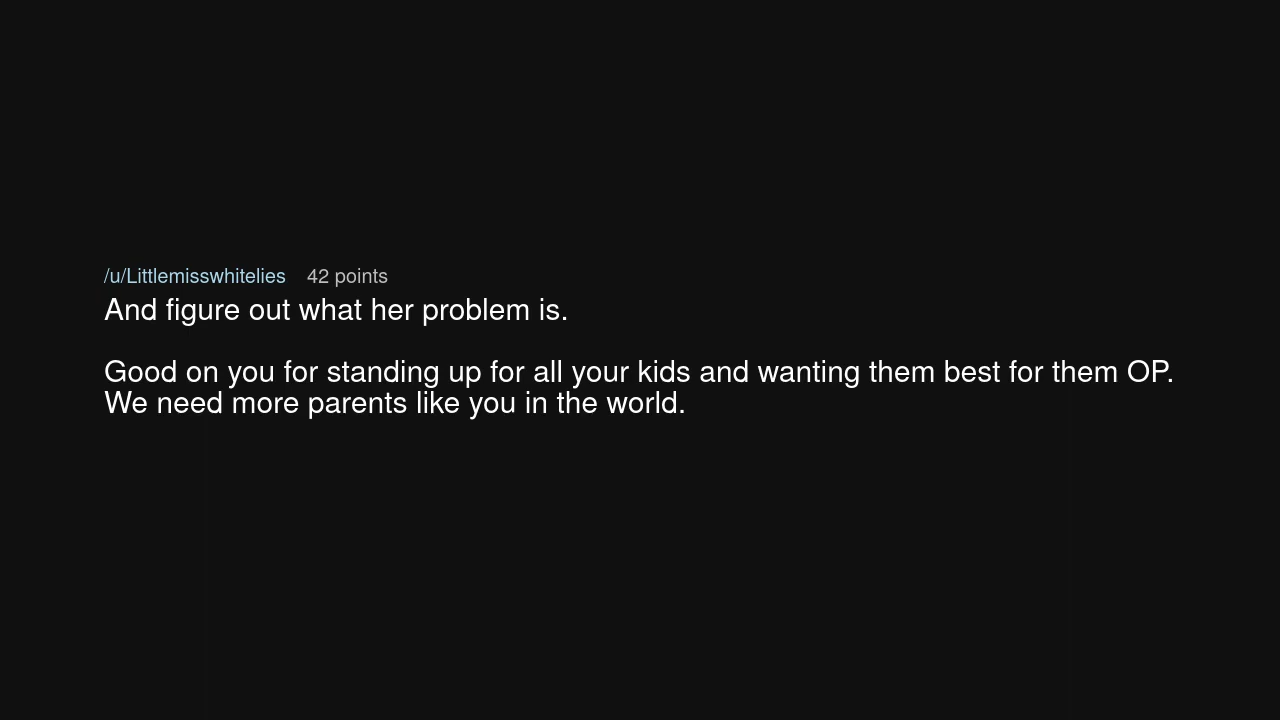 /u/Littlemisswhitelies 42 points
And figure out what her problem is.
Good on you for standing up for all your kids and wanting them best for them OP.
We need more parents like you in the world.